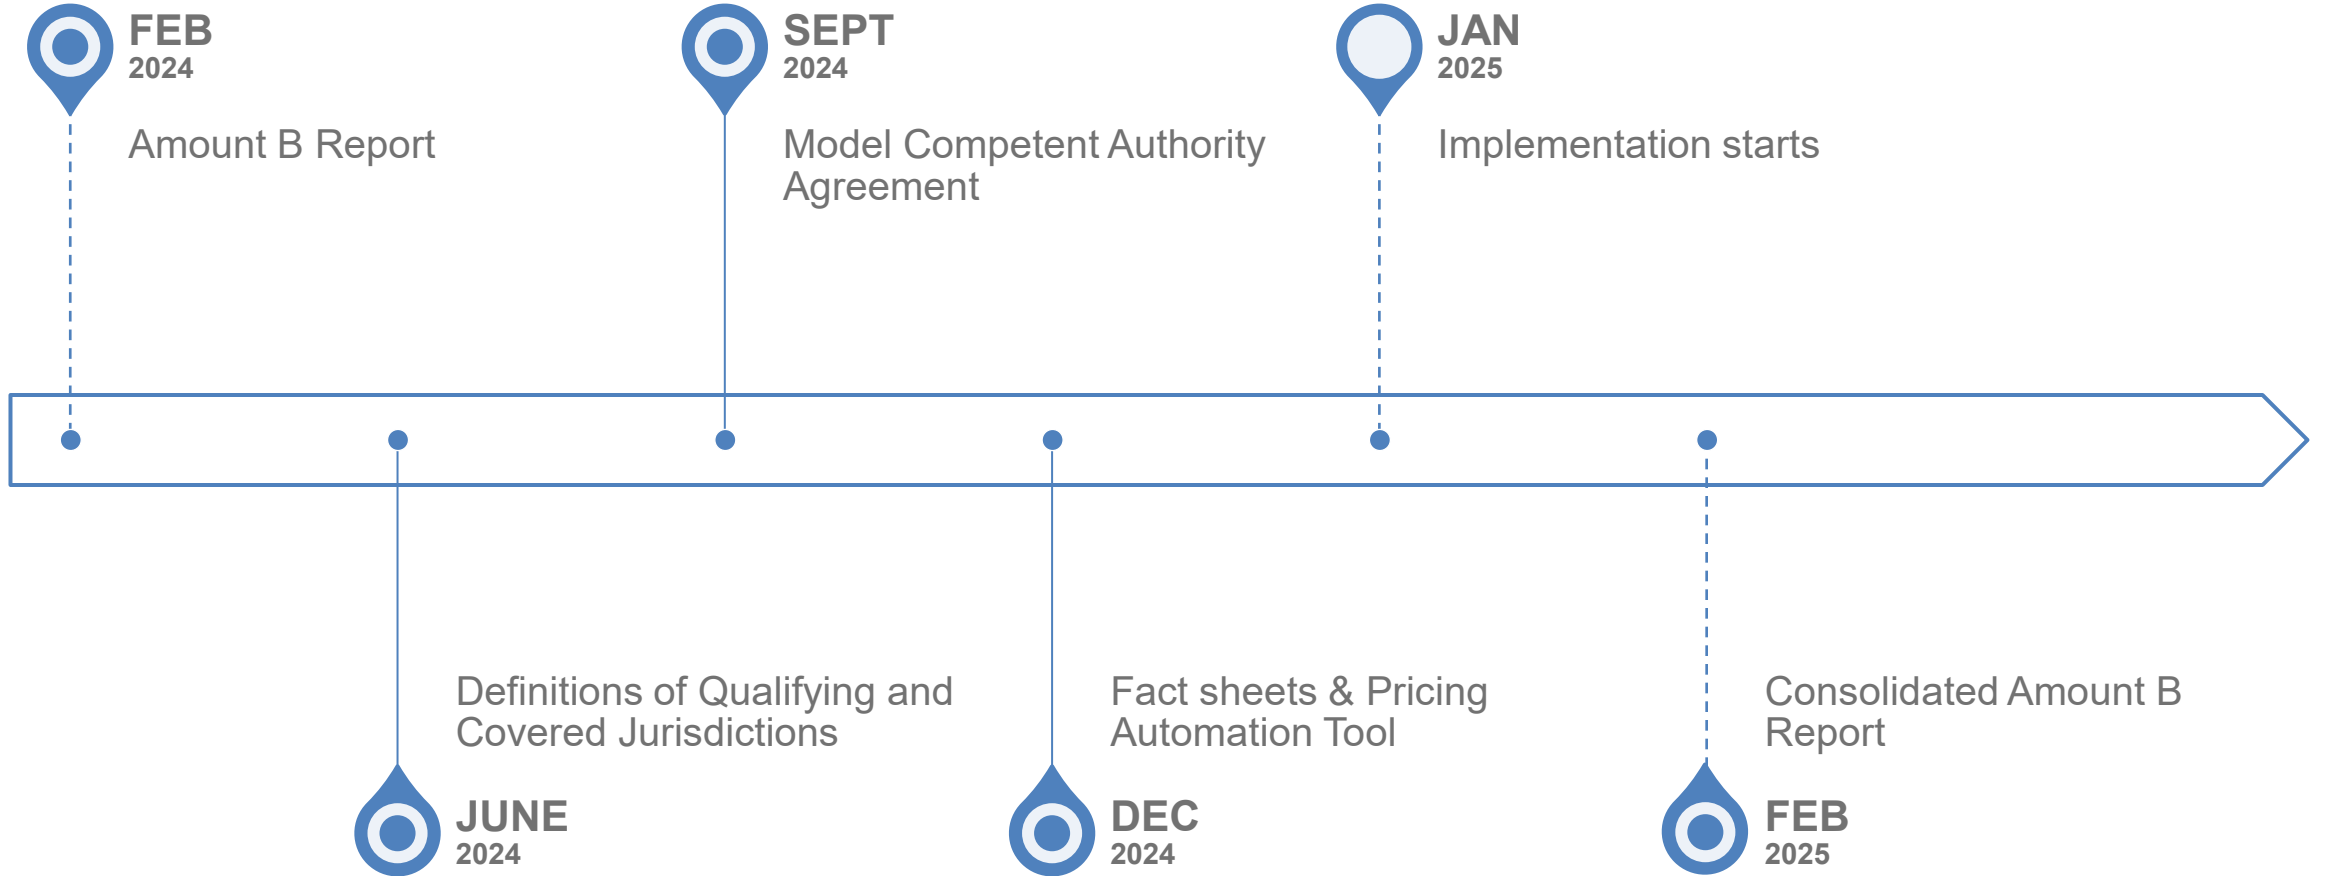 FEB
2024
Amount B Report
SEPT
2024
Model Competent Authority
Agreement
JAN
2025
Implementation starts
Definitions of Qualifying and
Covered Jurisdictions
JUNE
2024
Fact sheets & Pricing
Automation Tool
DEC
2024
Consolidated Amount B
Report
FEB
2025